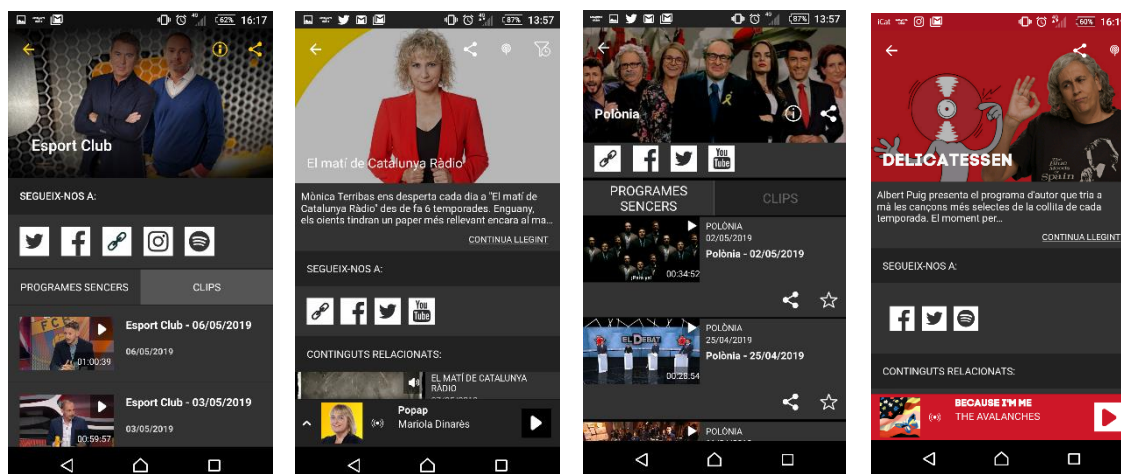 62% 16:17
Esport Club
SEGUEIX-NOS A:
PROGRAMES SENCERS
CLIPS
FCB
01:00:39
Esport Club - 06/05/2019
06/05/2019
00:59:57
Esport Club - 03/05/2019
03/05/2019
87% 13:57
El matí de Catalunya Ràdio
Mònica Terribas ens desperta cada dia a "El matí de
Catalunya Ràdio" des de fa 6 temporades. Enguany,
els oients tindran un paper més rellevant encara al ma...
CONTINUA LLEGINT
SEGUEIX-NOS A:
You
Tube
CONTINGUTS RELACIONATS:
EL MATÍ DE CATALUNYA
RÀDIO
Popap
Mariola Dinarès
87% 13:57
Polònia
You
Tube
PROGRAMES
SENCERS
CLIPS
00:34:52
POLÒNIA
02/05/2019
Polònia - 02/05/2019
EL DEBAT
00:28:54
POLÒNIA
25/04/2019
Polònia - 25/04/2019
POLÒNIA
iCat
60% 16:1
DELICATESSEN
The
Blue
Moods
of
Spain
Albert Puig presenta el programa d'autor que tria a
mà les cançons més selectes de la collita de cada
temporada. El moment per...
CONTINUA LLEGINT
SEGUEIX-NOS A:
CONTINGUTS RELACIONATS:
BECAUSE I'M ME
THE AVALANCHES